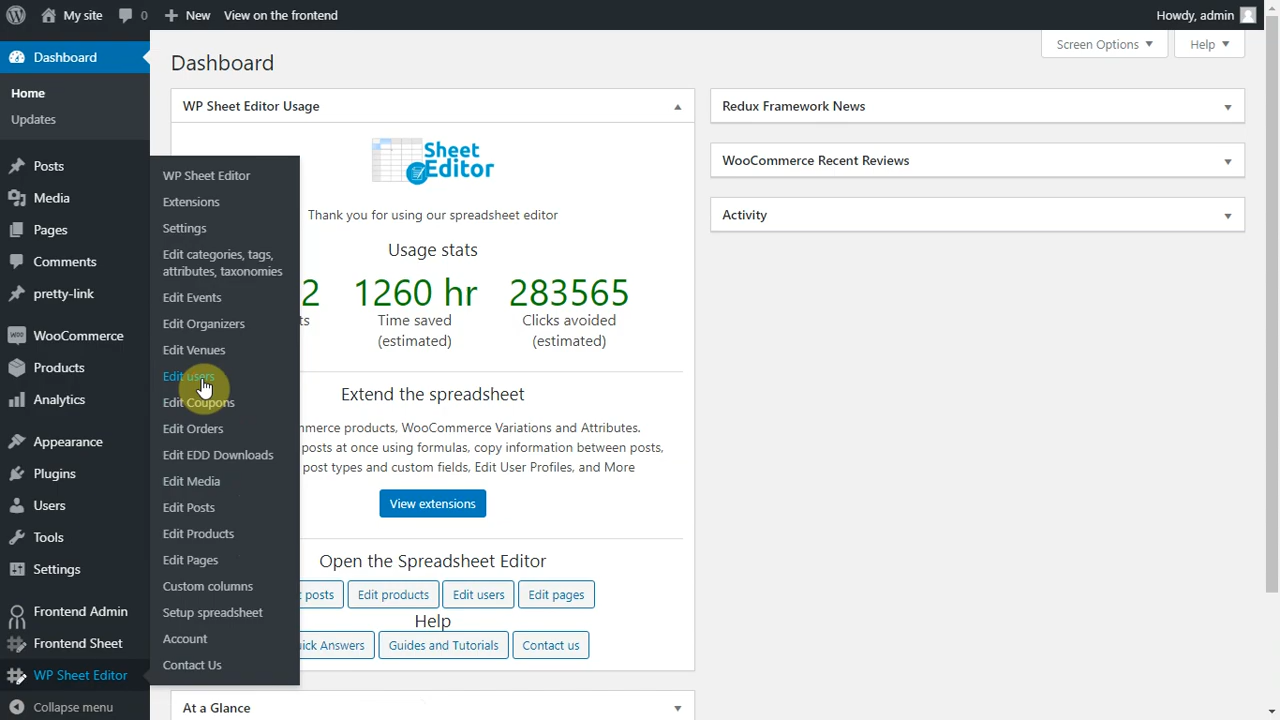 My site
0
New
View on the frontend
Howdy, admin
Dashboard
Home
Updates
Posts
Media
Pages
Comments
pretty-link
WooCommerce
Products
Analytics
Appearance
Plugins
Users
Tools
Settings
Frontend Admin
Frontend Sheet
WP Sheet Editor
Collapse menu
WP Sheet Editor
Extensions
Settings
Edit categories, tags,
attributes, taxonomies
Edit Events
Edit Organizers
Edit Venues
Edit users
Edit Coupons
Edit Orders
Edit EDD Downloads
Edit Media
Edit Posts
Edit Products
Edit Pages
Custom columns
Setup spreadsheet
Account
Contact Us
Screen Options
Help
Dashboard
WP Sheet Editor Usage
Sheet
Editor
Thank you for using our spreadsheet editor
Usage stats
2 1260 hr 283565
ts Time saved Clicks avoided
(estimated) (estimated)
Extend the spreadsheet
mmerce products, WooCommerce Variations and Attributes.
posts at once using formulas, copy information between posts,
post types and custom fields, Edit User Profiles, and More
View extensions
Open the Spreadsheet Editor
posts Edit products Edit users Edit pages
Help
ick Answers Guides and Tutorials Contact us
At a Glance
Redux Framework News
WooCommerce Recent Reviews
Activity